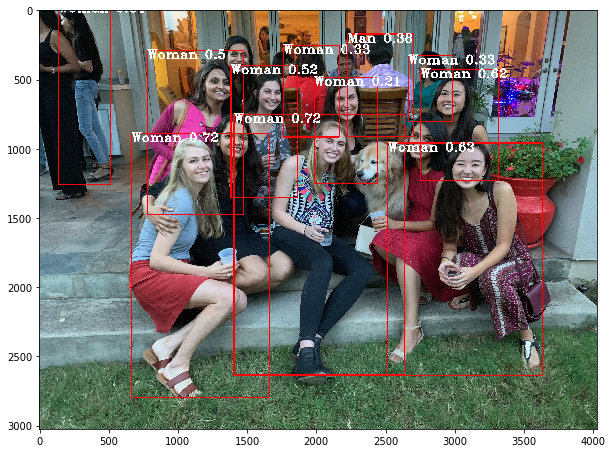 0
Man 0.38
Woman 0.33
Woman 0.5
Woman 0.33
Woman 0.52
Woman 0.62
500
Woman 0.21
Woman 0.72
Woman 0.72
Woman 0.63
1000
1500
2000
2500
3000
0 500 1000 1500 2000 2500 3000 3500 4000